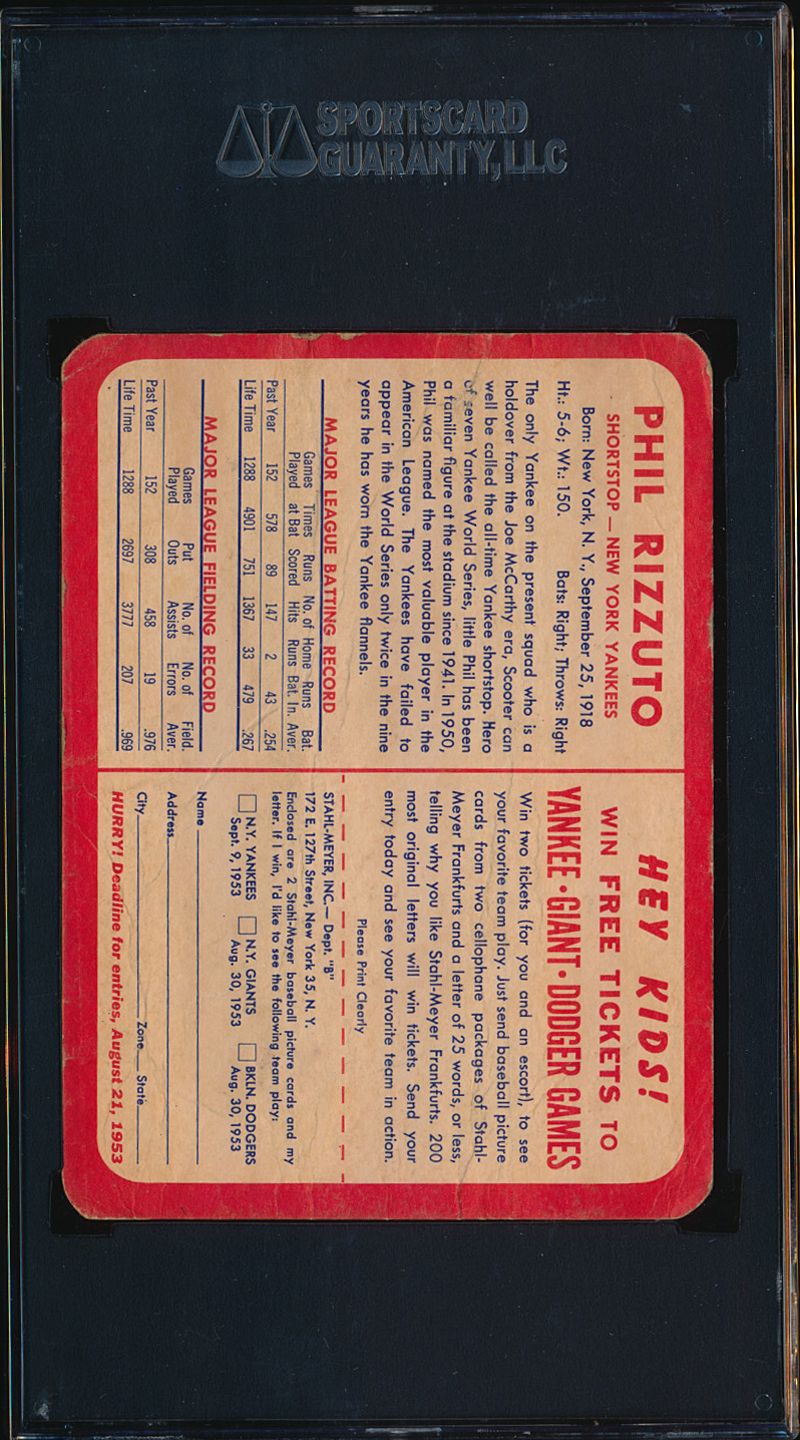 SPORTSCARD
GUARANTY, LLC
PHIL RIZZUTO
SHORTSTOP — NEW YORK YANKEES
Born: New York, N. Y., September 25, 1918
Ht.: 5-6; Wt.: 150. Bats: Right; Throws: Right
The only Yankee on the present squad who is a
holdover from the Joe McCarthy era, Scooter can
well be called the all-time Yankee shortstop. Hero
of seven Yankee World Series, little Phil has been
a familiar figure at the stadium since 1941. In 1950,
Phil was named the most valuable player in the
American League. The Yankees have failed to
appear in the World Series only twice in the nine
years he has worn the Yankee flannels.
MAJOR LEAGUE BATTING RECORD
Games Times Runs No. of Home Runs Bat.
Played at Bat Scored Hits Runs Bat. In. Aver.
Past Year 152 578 89 147 2 43 .254
Life Time 1288 4901 751 1367 33 479 .267
MAJOR LEAGUE FIELDING RECORD
Games Put No. of No. of Field.
Played Outs Assists Errors Aver.
Past Year 152 308 458 19 .976
Life Time 1288 2697 3777 207 .969
HEY KIDS!
WIN FREE TICKETS TO
YANKEE • GIANT • DODGER GAMES
Win two tickets (for you and an escort), to see
your favorite team play. Just send baseball picture
cards from two cellophane packages of Stahl-
Meyer Frankfurts and a letter of 25 words, or less,
telling why you like Stahl-Meyer Frankfurts. 200
most original letters will win tickets. Send your
entry today and see your favorite team in action.
Please Print Clearly
STAHL-MEYER, INC.— Dept. "B"
172 E. 127th Street, New York 35, N. Y.
Enclosed are 2 Stahl-Meyer baseball picture cards and my
letter. If I win, I'd like to see the following team play:
N.Y. YANKEES N.Y. GIANTS BKLN. DODGERS
Sept. 9, 1953 Aug. 30, 1953 Aug. 30, 1953
Name
Address
City Zone State
HURRY! Deadline for entries, August 21, 1953